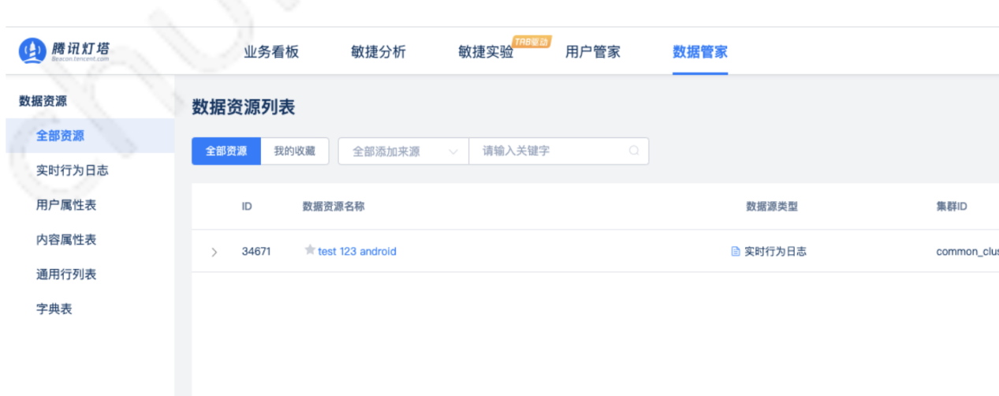 腾讯灯塔
Beacon.tencent.com
业务看板 敏捷分析 敏捷实验 TAB驱动 用户管家 数据管家
数据资源
全部资源
实时行为日志
用户属性表
内容属性表
通用行列表
字典表
数据资源列表
全部资源 我的收藏 全部添加来源 请输入关键字
ID 数据资源名称 数据源类型 集群ID
34671 test 123 android 实时行为日志 common_clus